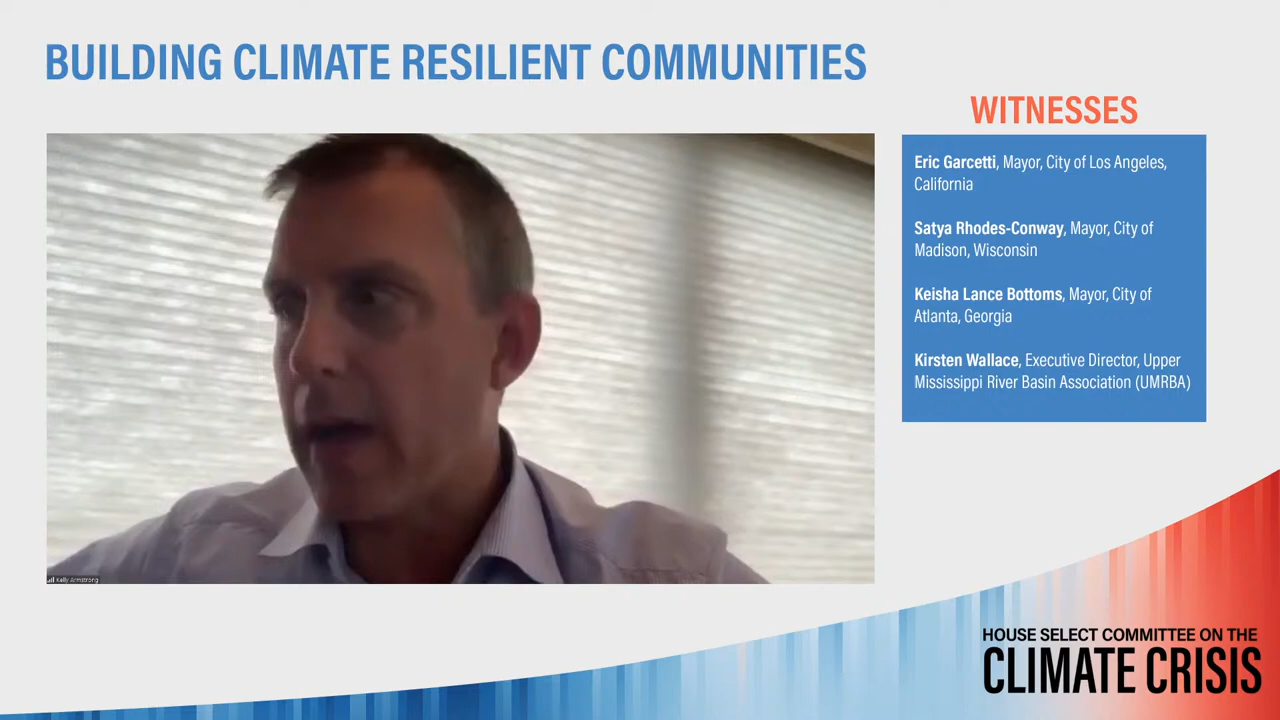 BUILDING CLIMATE RESILIENT COMMUNITIES
WITNESSES
Eric Garcetti, Mayor, City of Los Angeles,
California
Satya Rhodes-Conway, Mayor, City of
Madison, Wisconsin
Keisha Lance Bottoms, Mayor, City of
Atlanta, Georgia
Kirsten Wallace, Executive Director, Upper
Mississippi River Basin Association (UMRBA)
Kelly Armstrong
HOUSE SELECT COMMITTEE ON THE
CLIMATE CRISIS